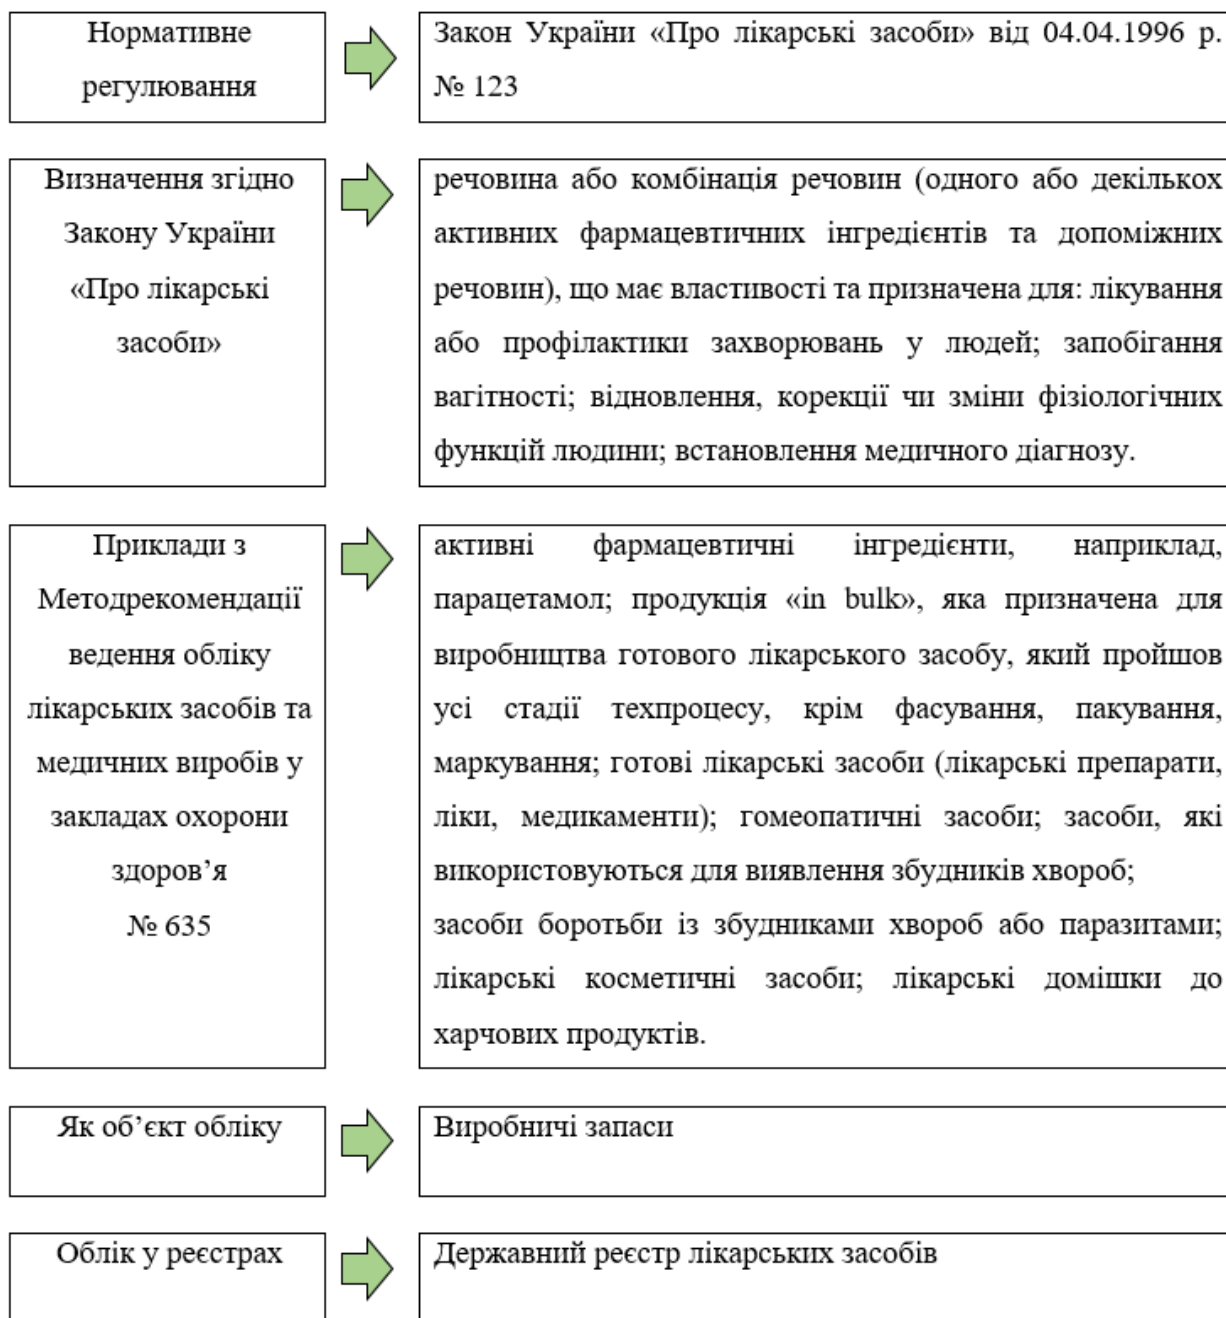 Нормативне
регулювання
Закон України «Про лікарські засоби» від 04.04.1996 р.
№ 123
Визначення згідно
Закону України
«Про лікарські
засоби»
речовина або комбінація речовин (одного або декількох
активних фармацевтичних інгредієнтів та допоміжних
речовин), що має властивості та призначена для: лікування
або профілактики захворювань у людей; запобігання
вагітності; відновлення, корекції чи зміни фізіологічних
функцій людини; встановлення медичного діагнозу.
Приклади з
Методрекомендації
ведення обліку
лікарських засобів та
медичних виробів у
закладах охорони
здоров’я
№ 635
активні фармацевтичні інгредієнти, наприклад,
парацетамол; продукція «in bulk», яка призначена для
виробництва готового лікарського засобу, який пройшов
усі стадії техпроцесу, крім фасування, пакування,
маркування; готові лікарські засоби (лікарські препарати,
ліки, медикаменти); гомеопатичні засоби; засоби, які
використовуються для виявлення збудників хвороб;
засоби боротьби із збудниками хвороб або паразитами;
лікарські косметичні засоби; лікарські домішки до
харчових продуктів.
Як об’єкт обліку
Виробничі запаси
Облік у реєстрах
Державний реєстр лікарських засобів